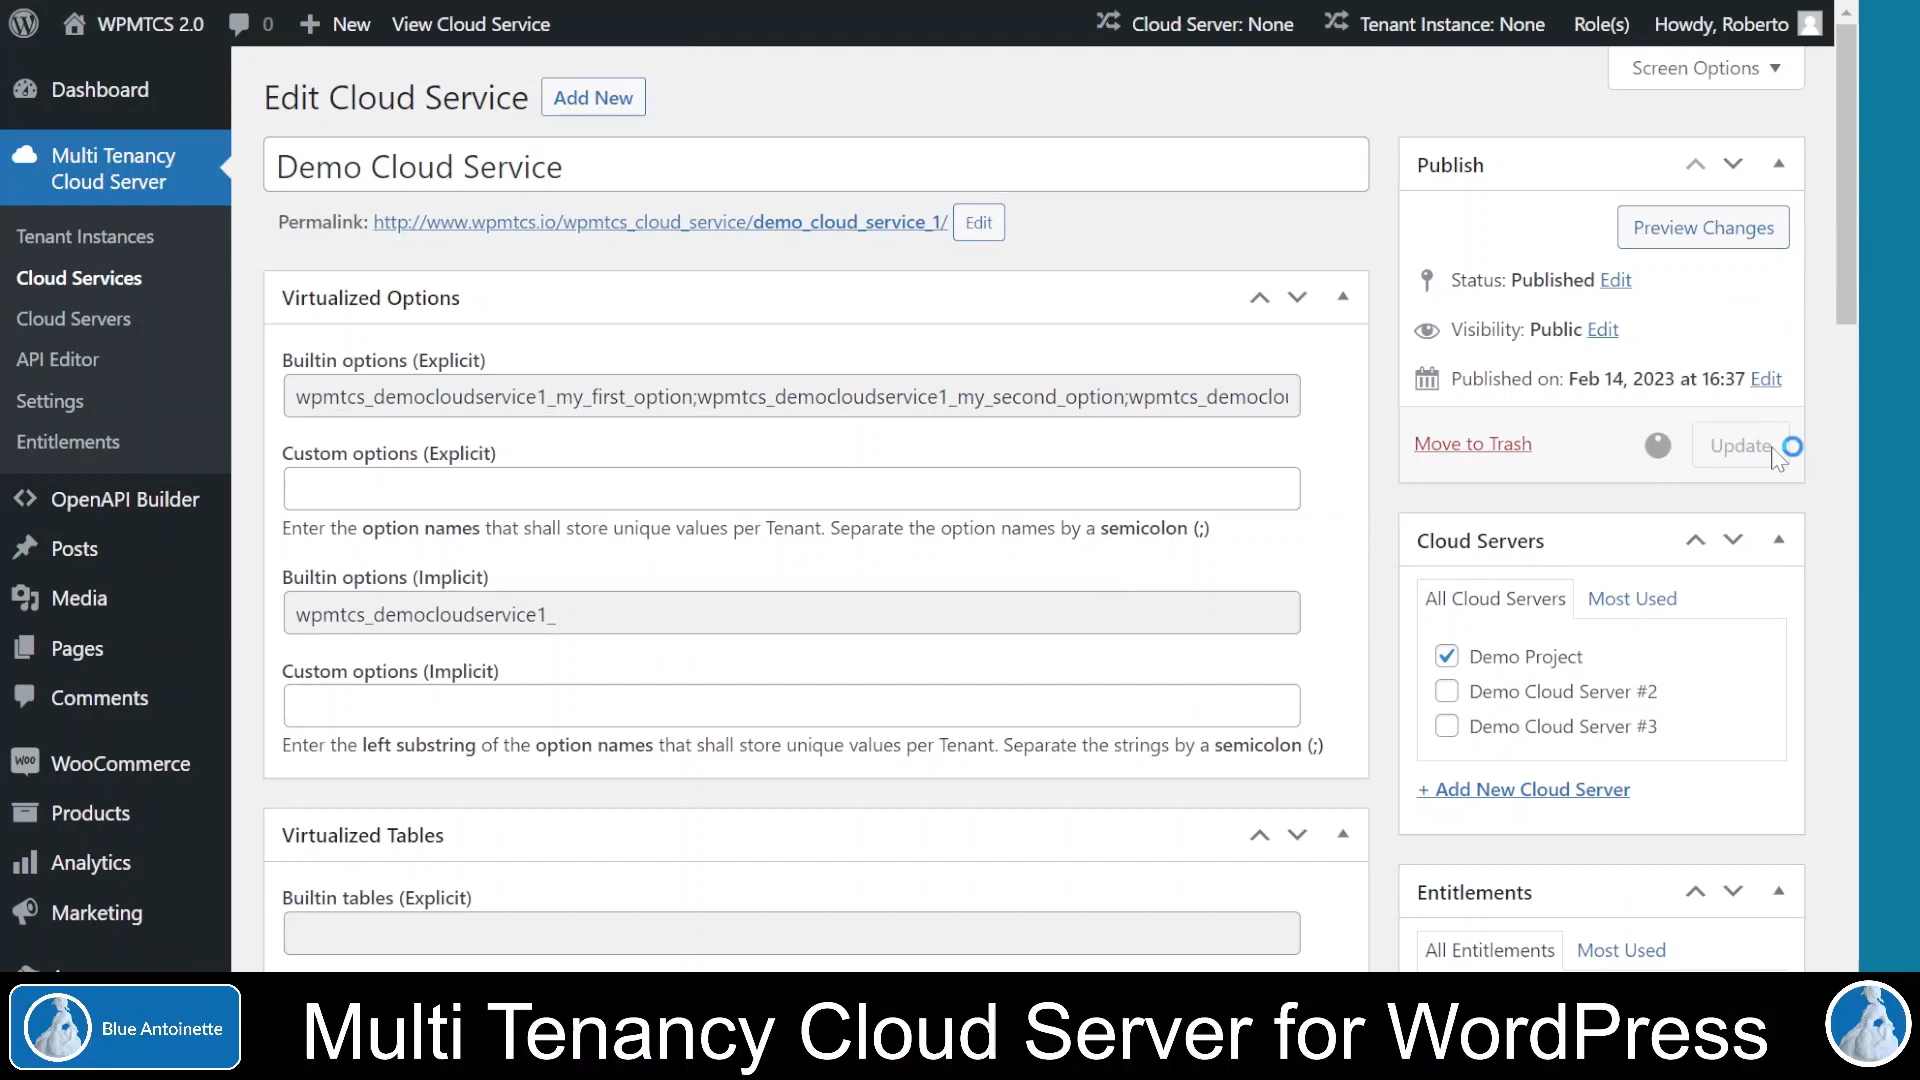 WPMTCS 2.0
0
New
View Cloud Service
Cloud Server: None
Tenant Instance: None
Role(s)
Howdy, Roberto
Dashboard
Multi Tenancy
Cloud Server
Tenant Instances
Cloud Services
Cloud Servers
API Editor
Settings
Entitlements
OpenAPI Builder
Posts
Media
Pages
Comments
WooCommerce
Products
Analytics
Marketing
Screen Options
Edit Cloud Service
Add New
Demo Cloud Service
Permalink: http://www.wpmtcs.io/wpmtcs_cloud_service/demo_cloud_service_1/ Edit
Virtualized Options
Builtin options (Explicit)
wpmtcs_democloudservice1_my_first_option;wpmtcs_democloudservice1_my_second_option;wpmtcs_democlou
Custom options (Explicit)
Enter the option names that shall store unique values per Tenant. Separate the option names by a semicolon (;)
Builtin options (Implicit)
wpmtcs_democloudservice1_
Custom options (Implicit)
Enter the left substring of the option names that shall store unique values per Tenant. Separate the strings by a semicolon (;)
Virtualized Tables
Builtin tables (Explicit)
Publish
Preview Changes
Status: Published Edit
Visibility: Public Edit
Published on: Feb 14, 2023 at 16:37 Edit
Move to Trash
Update
Cloud Servers
All Cloud Servers
Most Used
Demo Project
Demo Cloud Server #2
Demo Cloud Server #3
+ Add New Cloud Server
Entitlements
All Entitlements
Most Used
Blue Antoinette
Multi Tenancy Cloud Server for WordPress